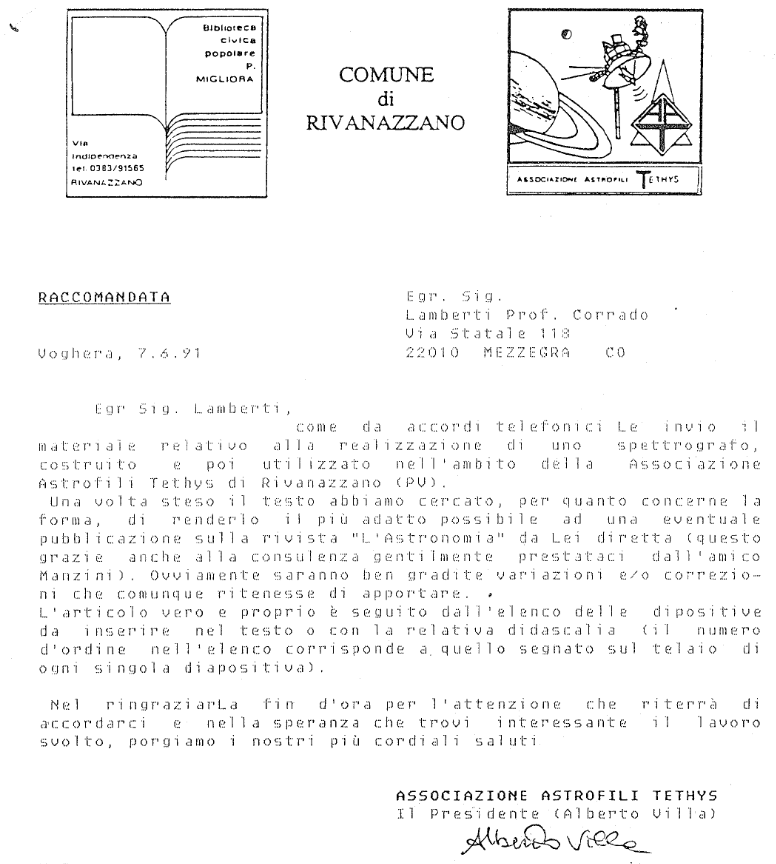 Biblioteca
civica
popolare
P.
MIGLIORA
Via
Indipendenza
tel. 0383/91565
RIVANAZZANO
COMUNE
di
RIVANAZZANO
ASSOCIAZIONE ASTROFILI TETHYS
RACCOMANDATA
Egr. Sig.
Lamberti Prof. Corrado
Via Statale 118
Voghera, 7.6.91
22010 MEZZEGRA CO
Egr Sig. Lamberti,
come da accordi telefonici Le invio il
materiale relativo alla realizzazione di uno spettrografo,
costruito e poi utilizzato nell'ambito della Associazione
Astrofili Tethys di Rivanazzano (PV).
Una volta steso il testo abbiamo cercato, per quanto concerne la
forma, di renderlo il più adatto possibile ad una eventuale
pubblicazione sulla rivista "L'Astronomia" da Lei diretta (questo
grazie anche alla consulenza gentilmente prestataci dall'amico
Manzini). Ovviamente saranno ben gradite variazioni e/o correzio-
ni che comunque ritenesse di apportare.
L'articolo vero e proprio è seguito dall'elenco delle dipositive
da inserire nel testo o con la relativa didascalia (il numero
d'ordine nell'elenco corrisponde a quello segnato sul telaio di
ogni singola diapositiva).
Nel ringraziarLa fin d'ora per l'attenzione che riterrà di
accordarci e nella speranza che trovi interessante il lavoro
svolto, porgiamo i nostri più cordiali saluti
ASSOCIAZIONE ASTROFILI TETHYS
Il Presidente (Alberto Villa)
Alberto Villa